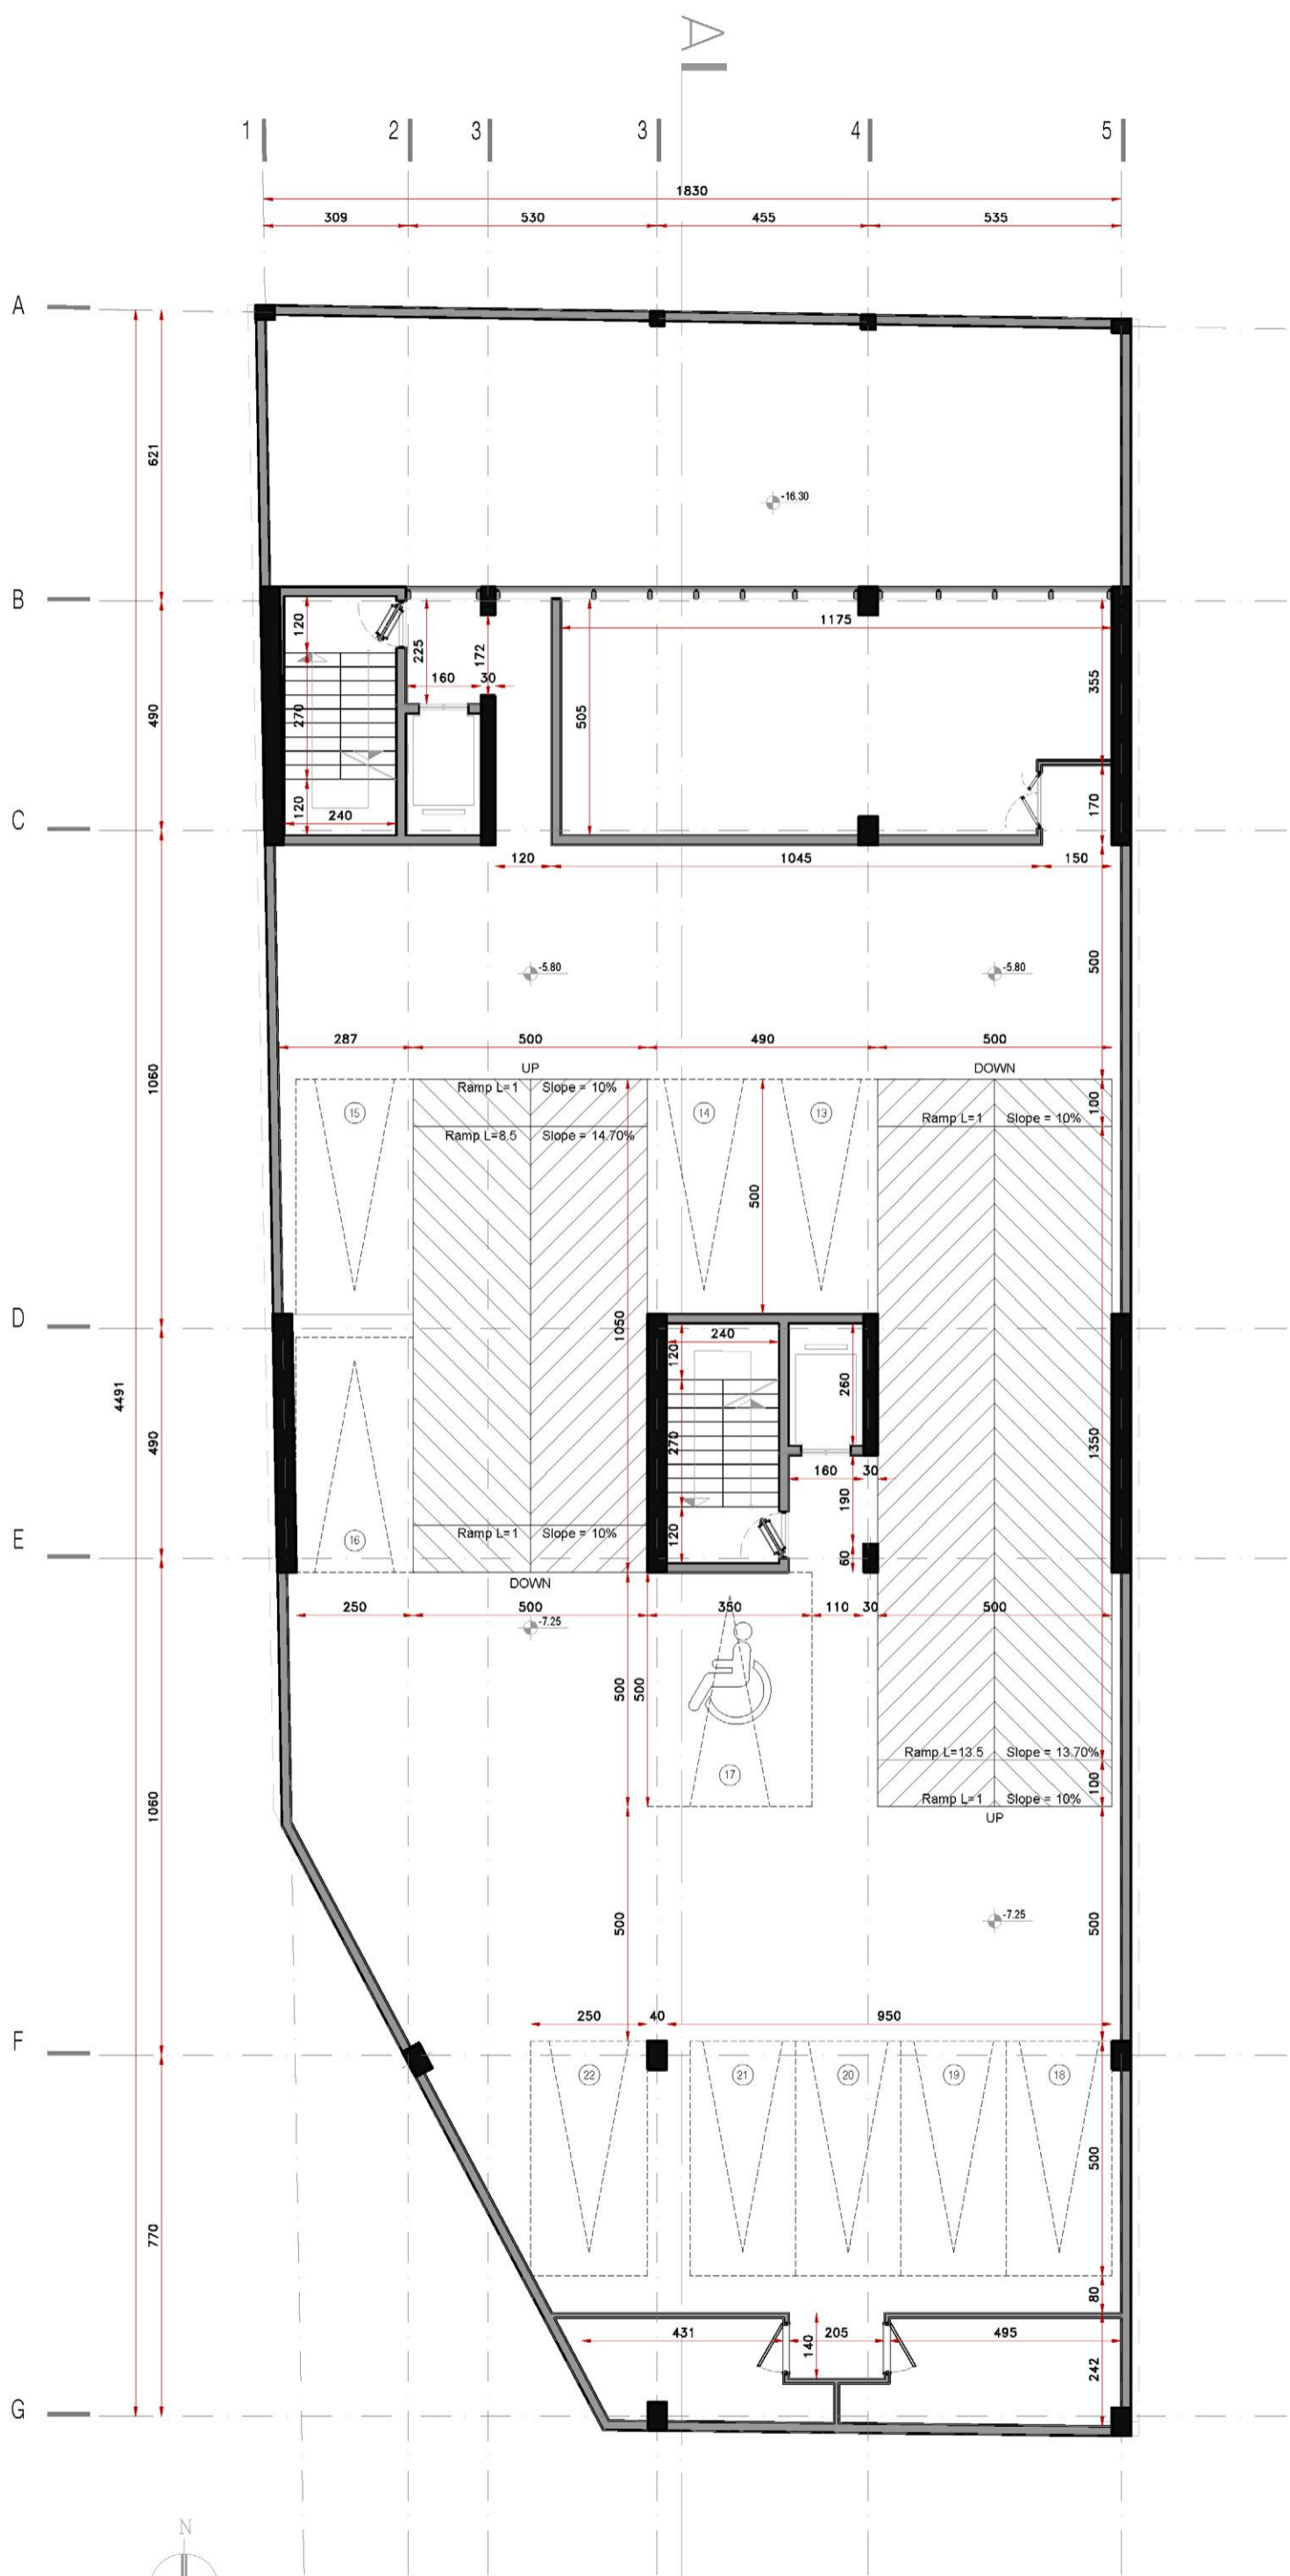 A
1 2 3 3 4 5
1830
309 530 455 535
A
621
-16.30
B
120 225 172 1175 355
160 30
270 505
490
120 240 170
C
120 1045 150
-5.80 -5.80 500
287 500 490 500
UP DOWN
Ramp L=1 Slope = 10%
15 14 13 100
Ramp L=1 Slope = 10%
Ramp L=8.5 Slope = 14.70%
1060 500
D
1050 120 240
4491 260
490 270 1350
160 30
190
E
Ramp L=1 Slope = 10%
16 120 60
DOWN
250 500 350 110 30 500
-7.25
500 500
Ramp L=13.5 Slope = 13.70%
17 100
Ramp L=1 Slope = 10%
UP
1060
500 -7.25 500
250 40 950
F
22 21 20 19 18
500
770
80
431 140 205 495
242
G
N